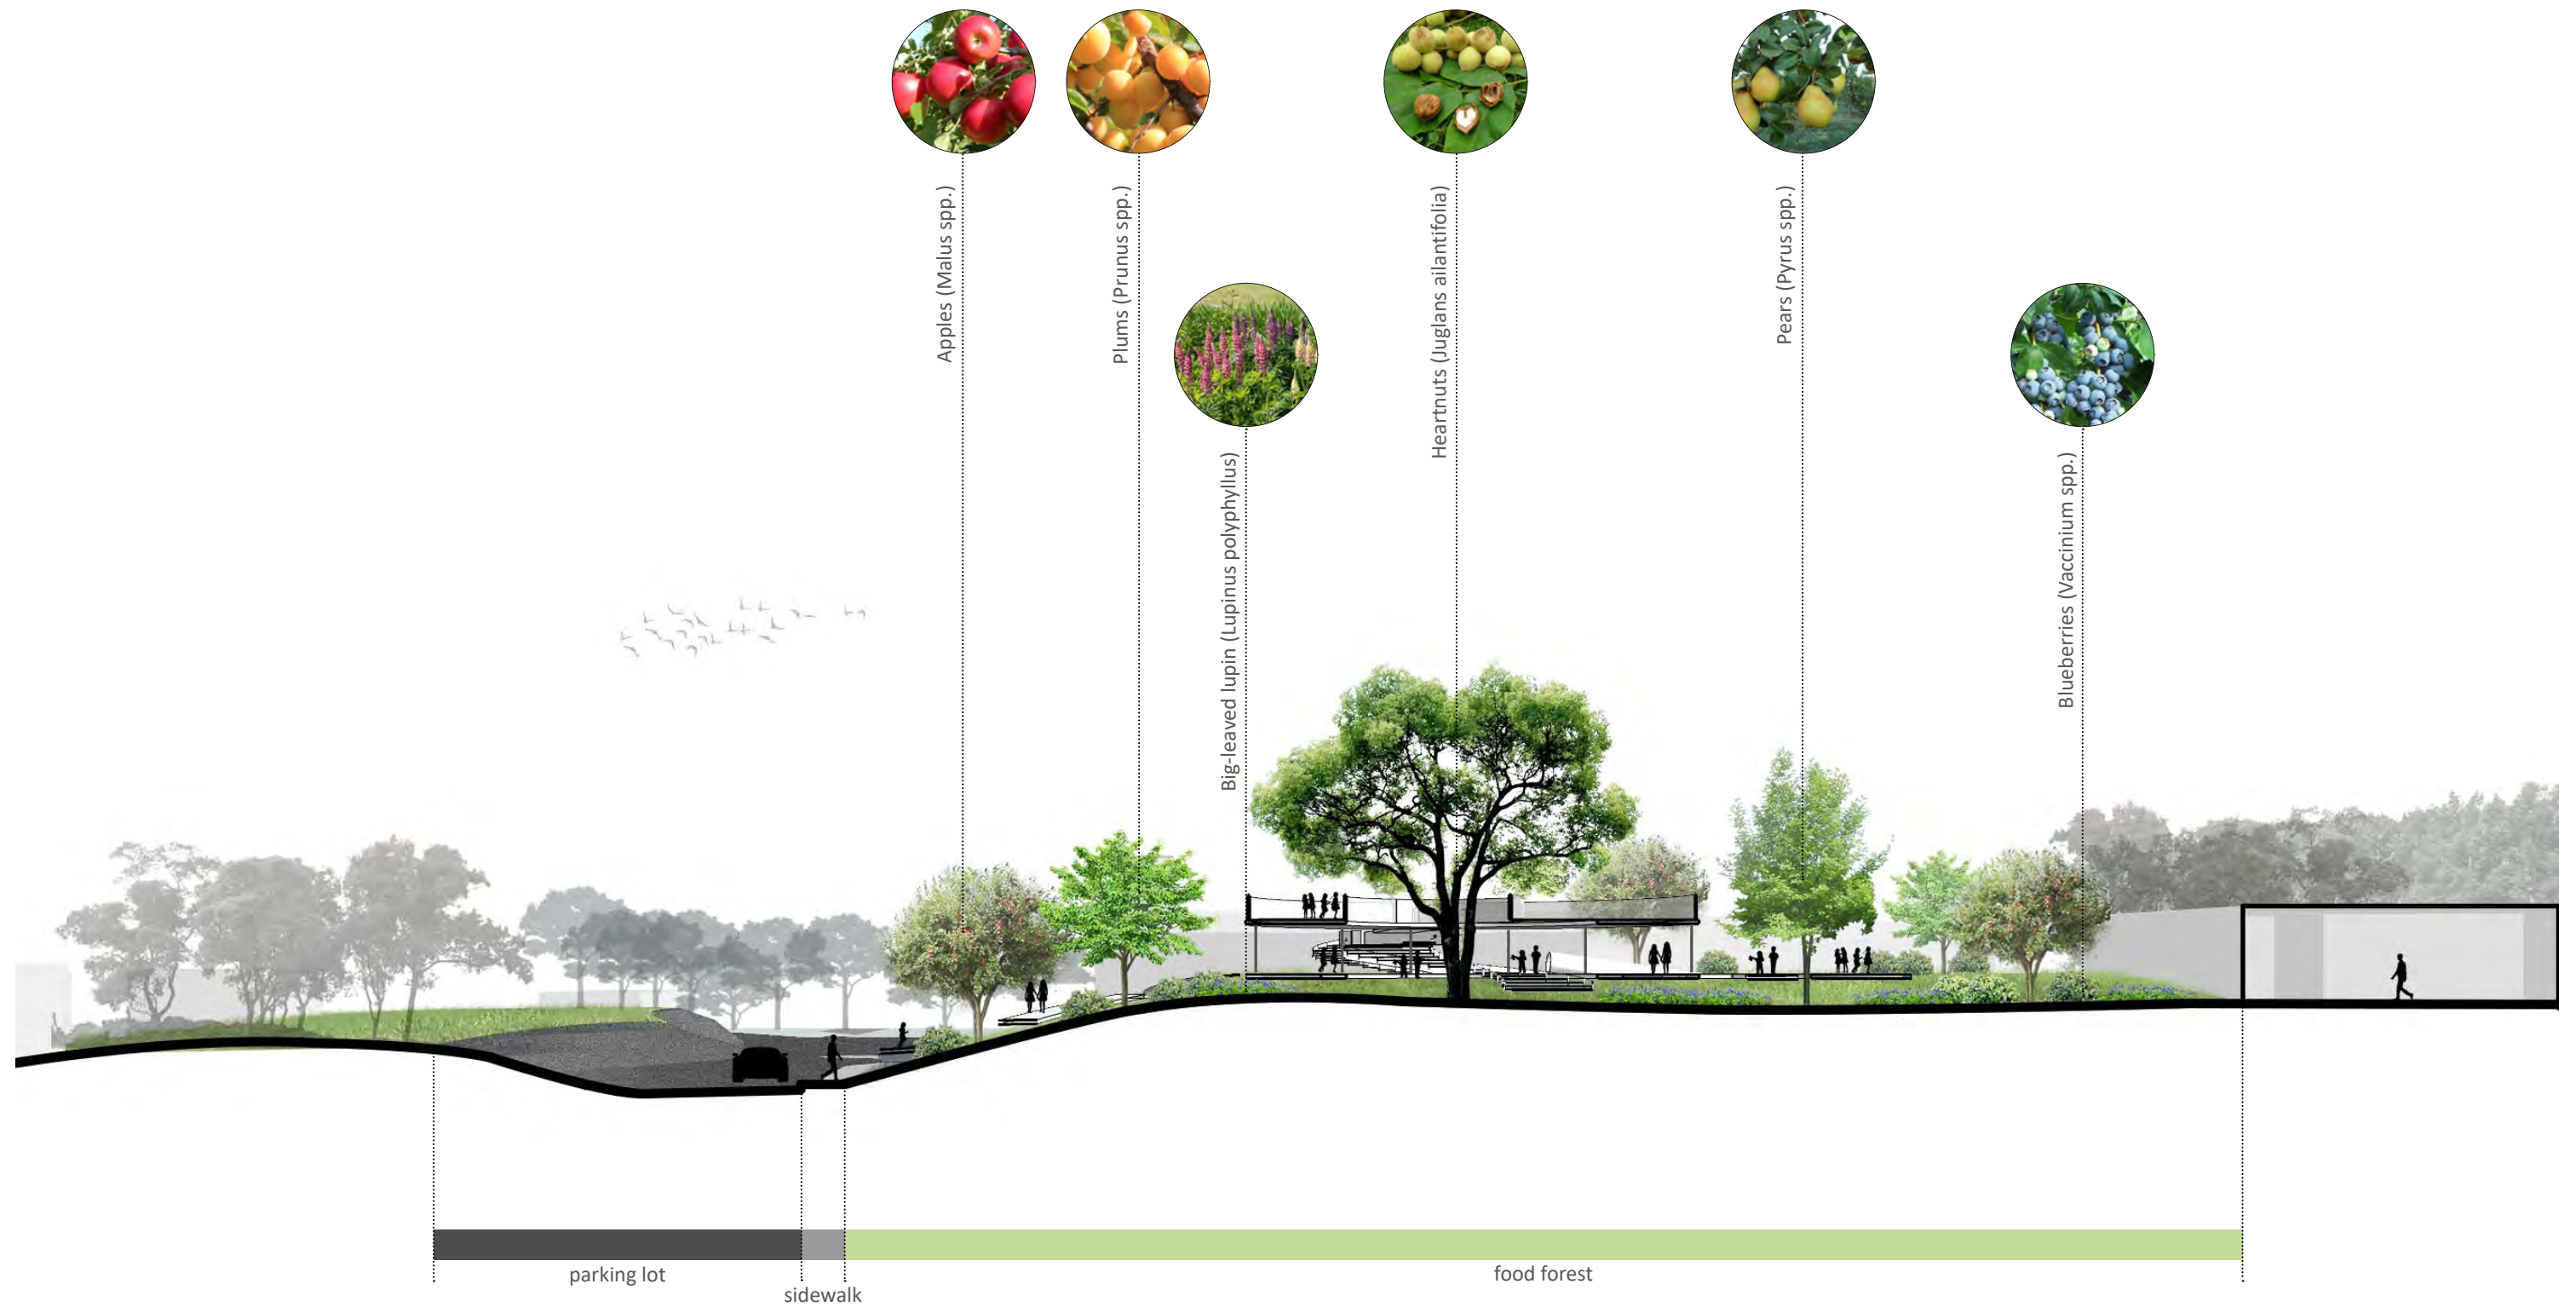 Apples (Malus spp.)
Plums (Prunus spp.)
Big-leaved lupin (Lupinus polyphyllus)
Heartnuts (Juglans ailantifolia)
Pears (Pyrus spp.)
Blueberries (Vaccinium spp.)
parking lot
sidewalk
food forest